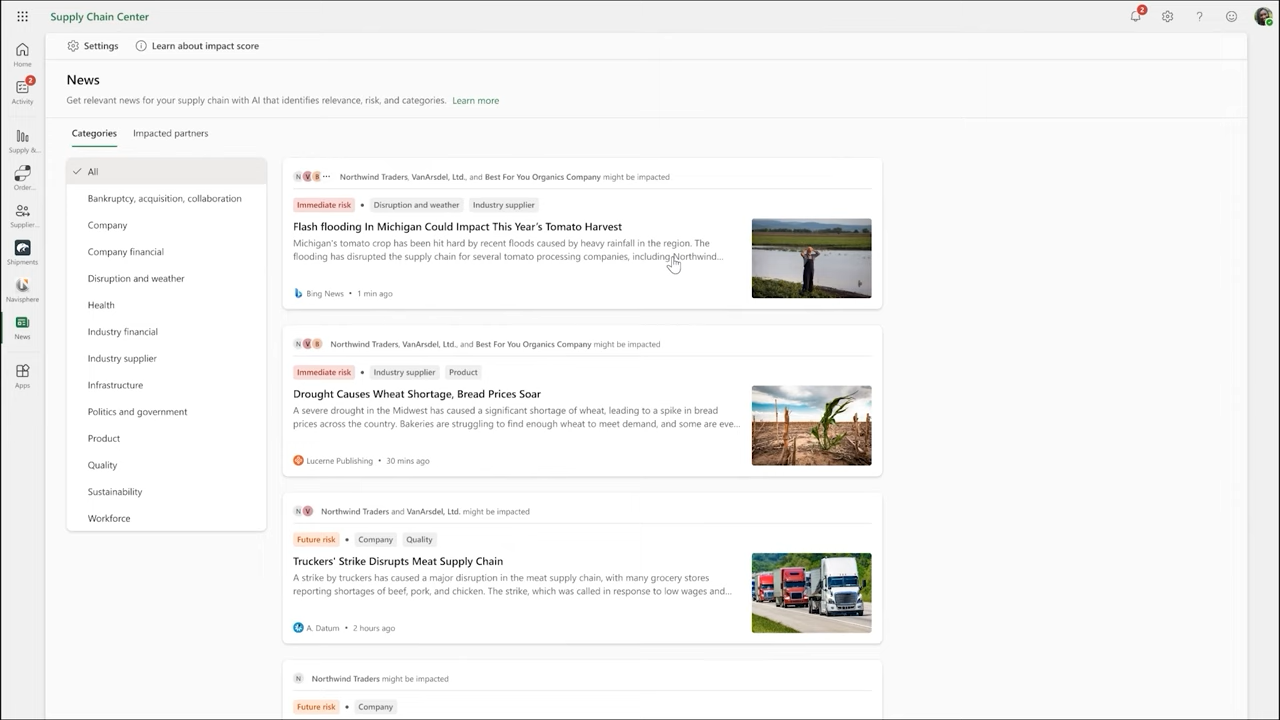 Supply Chain Center
2
Settings
Learn about impact score
Home
2
Activity
Supply &...
Order...
Supplier...
Shipments
Navisphere
News
Apps
News
Get relevant news for your supply chain with AI that identifies relevance, risk, and categories. Learn more
Categories
Impacted partners
All
Bankruptcy, acquisition, collaboration
Company
Company financial
Disruption and weather
Health
Industry financial
Industry supplier
Infrastructure
Politics and government
Product
Quality
Sustainability
Workforce
N V B ... Northwind Traders, VanArsdel, Ltd., and Best For You Organics Company might be impacted
Immediate risk • Disruption and weather Industry supplier
Flash flooding In Michigan Could Impact This Year's Tomato Harvest
Michigan's tomato crop has been hit hard by recent floods caused by heavy rainfall in the region. The
flooding has disrupted the supply chain for several tomato processing companies, including Northwind...
Bing News • 1 min ago
N V B Northwind Traders, VanArsdel, Ltd., and Best For You Organics Company might be impacted
Immediate risk • Industry supplier Product
Drought Causes Wheat Shortage, Bread Prices Soar
A severe drought in the Midwest has caused a significant shortage of wheat, leading to a spike in bread
prices across the country. Bakeries are struggling to find enough wheat to meet demand, and some are eve...
Lucerne Publishing • 30 mins ago
N V Northwind Traders and VanArsdel, Ltd. might be impacted
Future risk • Company Quality
Truckers' Strike Disrupts Meat Supply Chain
A strike by truckers has caused a major disruption in the meat supply chain, with many grocery stores
reporting shortages of beef, pork, and chicken. The strike, which was called in response to low wages and...
A. Datum • 2 hours ago
N Northwind Traders might be impacted
Future risk • Company